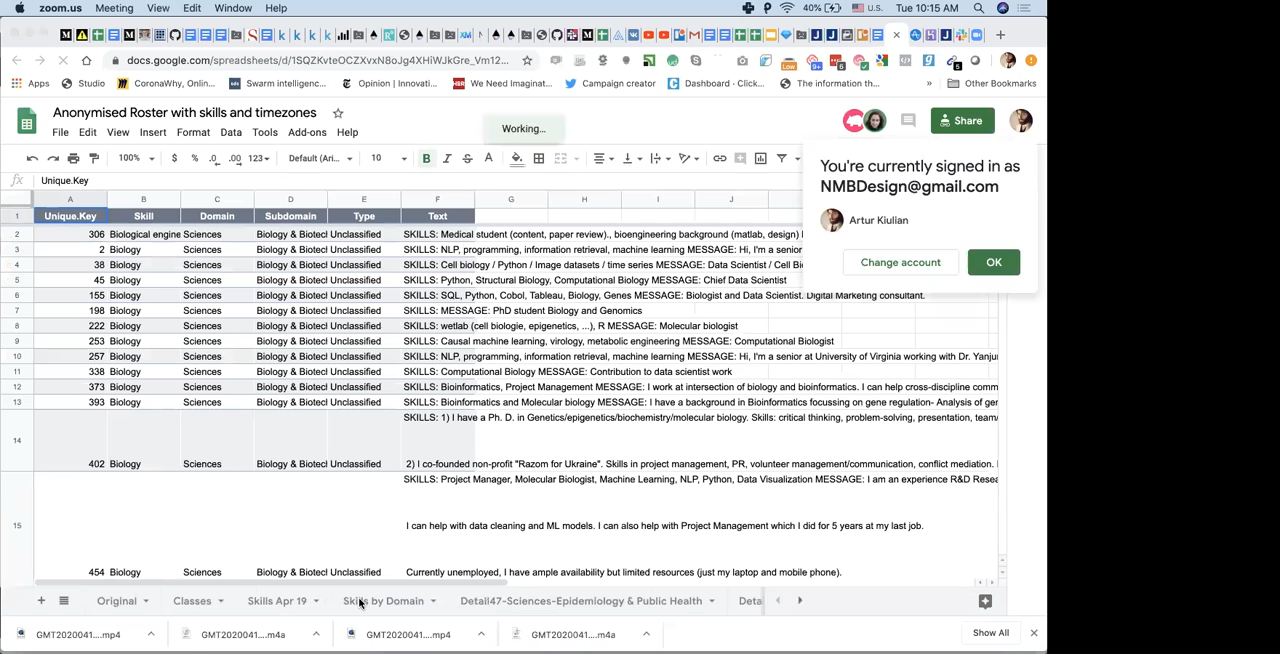 zoom.us Meeting View Edit Window Help 40% U.S. Tue 10:15 AM
docs.google.com/spreadsheets/d/1SQZKvteOCZXvxN8oJg4XHiWJkGre_Vm12...
Apps Studio CoronaWhy, Onlin... Swarm intelligenc... Opinion | Innovati... We Need Imaginat... Campaign creator Dashboard · Click... The information th... » Other Bookmarks
Anonymised Roster with skills and timezones
File Edit View Insert Format Data Tools Add-ons Help
Working...
Share
100% $ % .0 .00 123 Default (Ari... 10 B I S A
You're currently signed in as
NMBDesign@gmail.com
Artur Kiulian
Change account OK
fx Unique.Key
A B C D E F G H I J
1 Unique.Key Skill Domain Subdomain Type Text
2 306 Biological engine Sciences Biology & Biotecl Unclassified SKILLS: Medical student (content, paper review)., bioengineering background (matlab, design) I
3 2 Biology Sciences Biology & Biotecl Unclassified SKILLS: NLP, programming, information retrieval, machine learning MESSAGE: Hi, I'm a senior
4 38 Biology Sciences Biology & Biotecl Unclassified SKILLS: Cell biology / Python / Image datasets / time series MESSAGE: Data Scientist / Cell Bi
5 45 Biology Sciences Biology & Biotecl Unclassified SKILLS: Python, Structural Biology, Computational Biology MESSAGE: Chief Data Scientist
6 155 Biology Sciences Biology & Biotecl Unclassified SKILLS: SQL, Python, Cobol, Tableau, Biology, Genes MESSAGE: Biologist and Data Scientist. Digital Marketing consultant.
7 198 Biology Sciences Biology & Biotecl Unclassified SKILLS: MESSAGE: PhD student Biology and Genomics
8 222 Biology Sciences Biology & Biotecl Unclassified SKILLS: wetlab (cell biologie, epigenetics, ...), R MESSAGE: Molecular biologist
9 253 Biology Sciences Biology & Biotecl Unclassified SKILLS: Causal machine learning, virology, metabolic engineering MESSAGE: Computational Biologist
10 257 Biology Sciences Biology & Biotecl Unclassified SKILLS: NLP, programming, information retrieval, machine learning MESSAGE: Hi, I'm a senior at University of Virginia working with Dr. Yanjur
11 338 Biology Sciences Biology & Biotecl Unclassified SKILLS: Computational Biology MESSAGE: Contribution to data scientist work
12 373 Biology Sciences Biology & Biotecl Unclassified SKILLS: Bioinformatics, Project Management MESSAGE: I work at intersection of biology and bioinformatics. I can help cross-discipline comm
13 393 Biology Sciences Biology & Biotecl Unclassified SKILLS: Bioinformatics and Molecular biology MESSAGE: I have a background in Bioinformatics focussing on gene regulation- Analysis of ger
SKILLS: 1) I have a Ph. D. in Genetics/epigenetics/biochemistry/molecular biology. Skills: critical thinking, problem-solving, presentation, team/
14
402 Biology Sciences Biology & Biotecl Unclassified 2) I co-founded non-profit "Razom for Ukraine". Skills in project management, PR, volunteer management/communication, conflict mediation.
SKILLS: Project Manager, Molecular Biologist, Machine Learning, NLP, Python, Data Visualization MESSAGE: I am an experience R&D Resea
15 I can help with data cleaning and ML models. I can also help with Project Management which I did for 5 years at my last job.
454 Biology Sciences Biology & Biotecl Unclassified Currently unemployed, I have ample availability but limited resources (just my laptop and mobile phone).
Original Classes Skills Apr 19 Skills by Domain Detail47-Sciences-Epidemiology & Public Health Deta
GMT2020041....mp4 GMT2020041....m4a GMT2020041....mp4 GMT2020041....m4a Show All